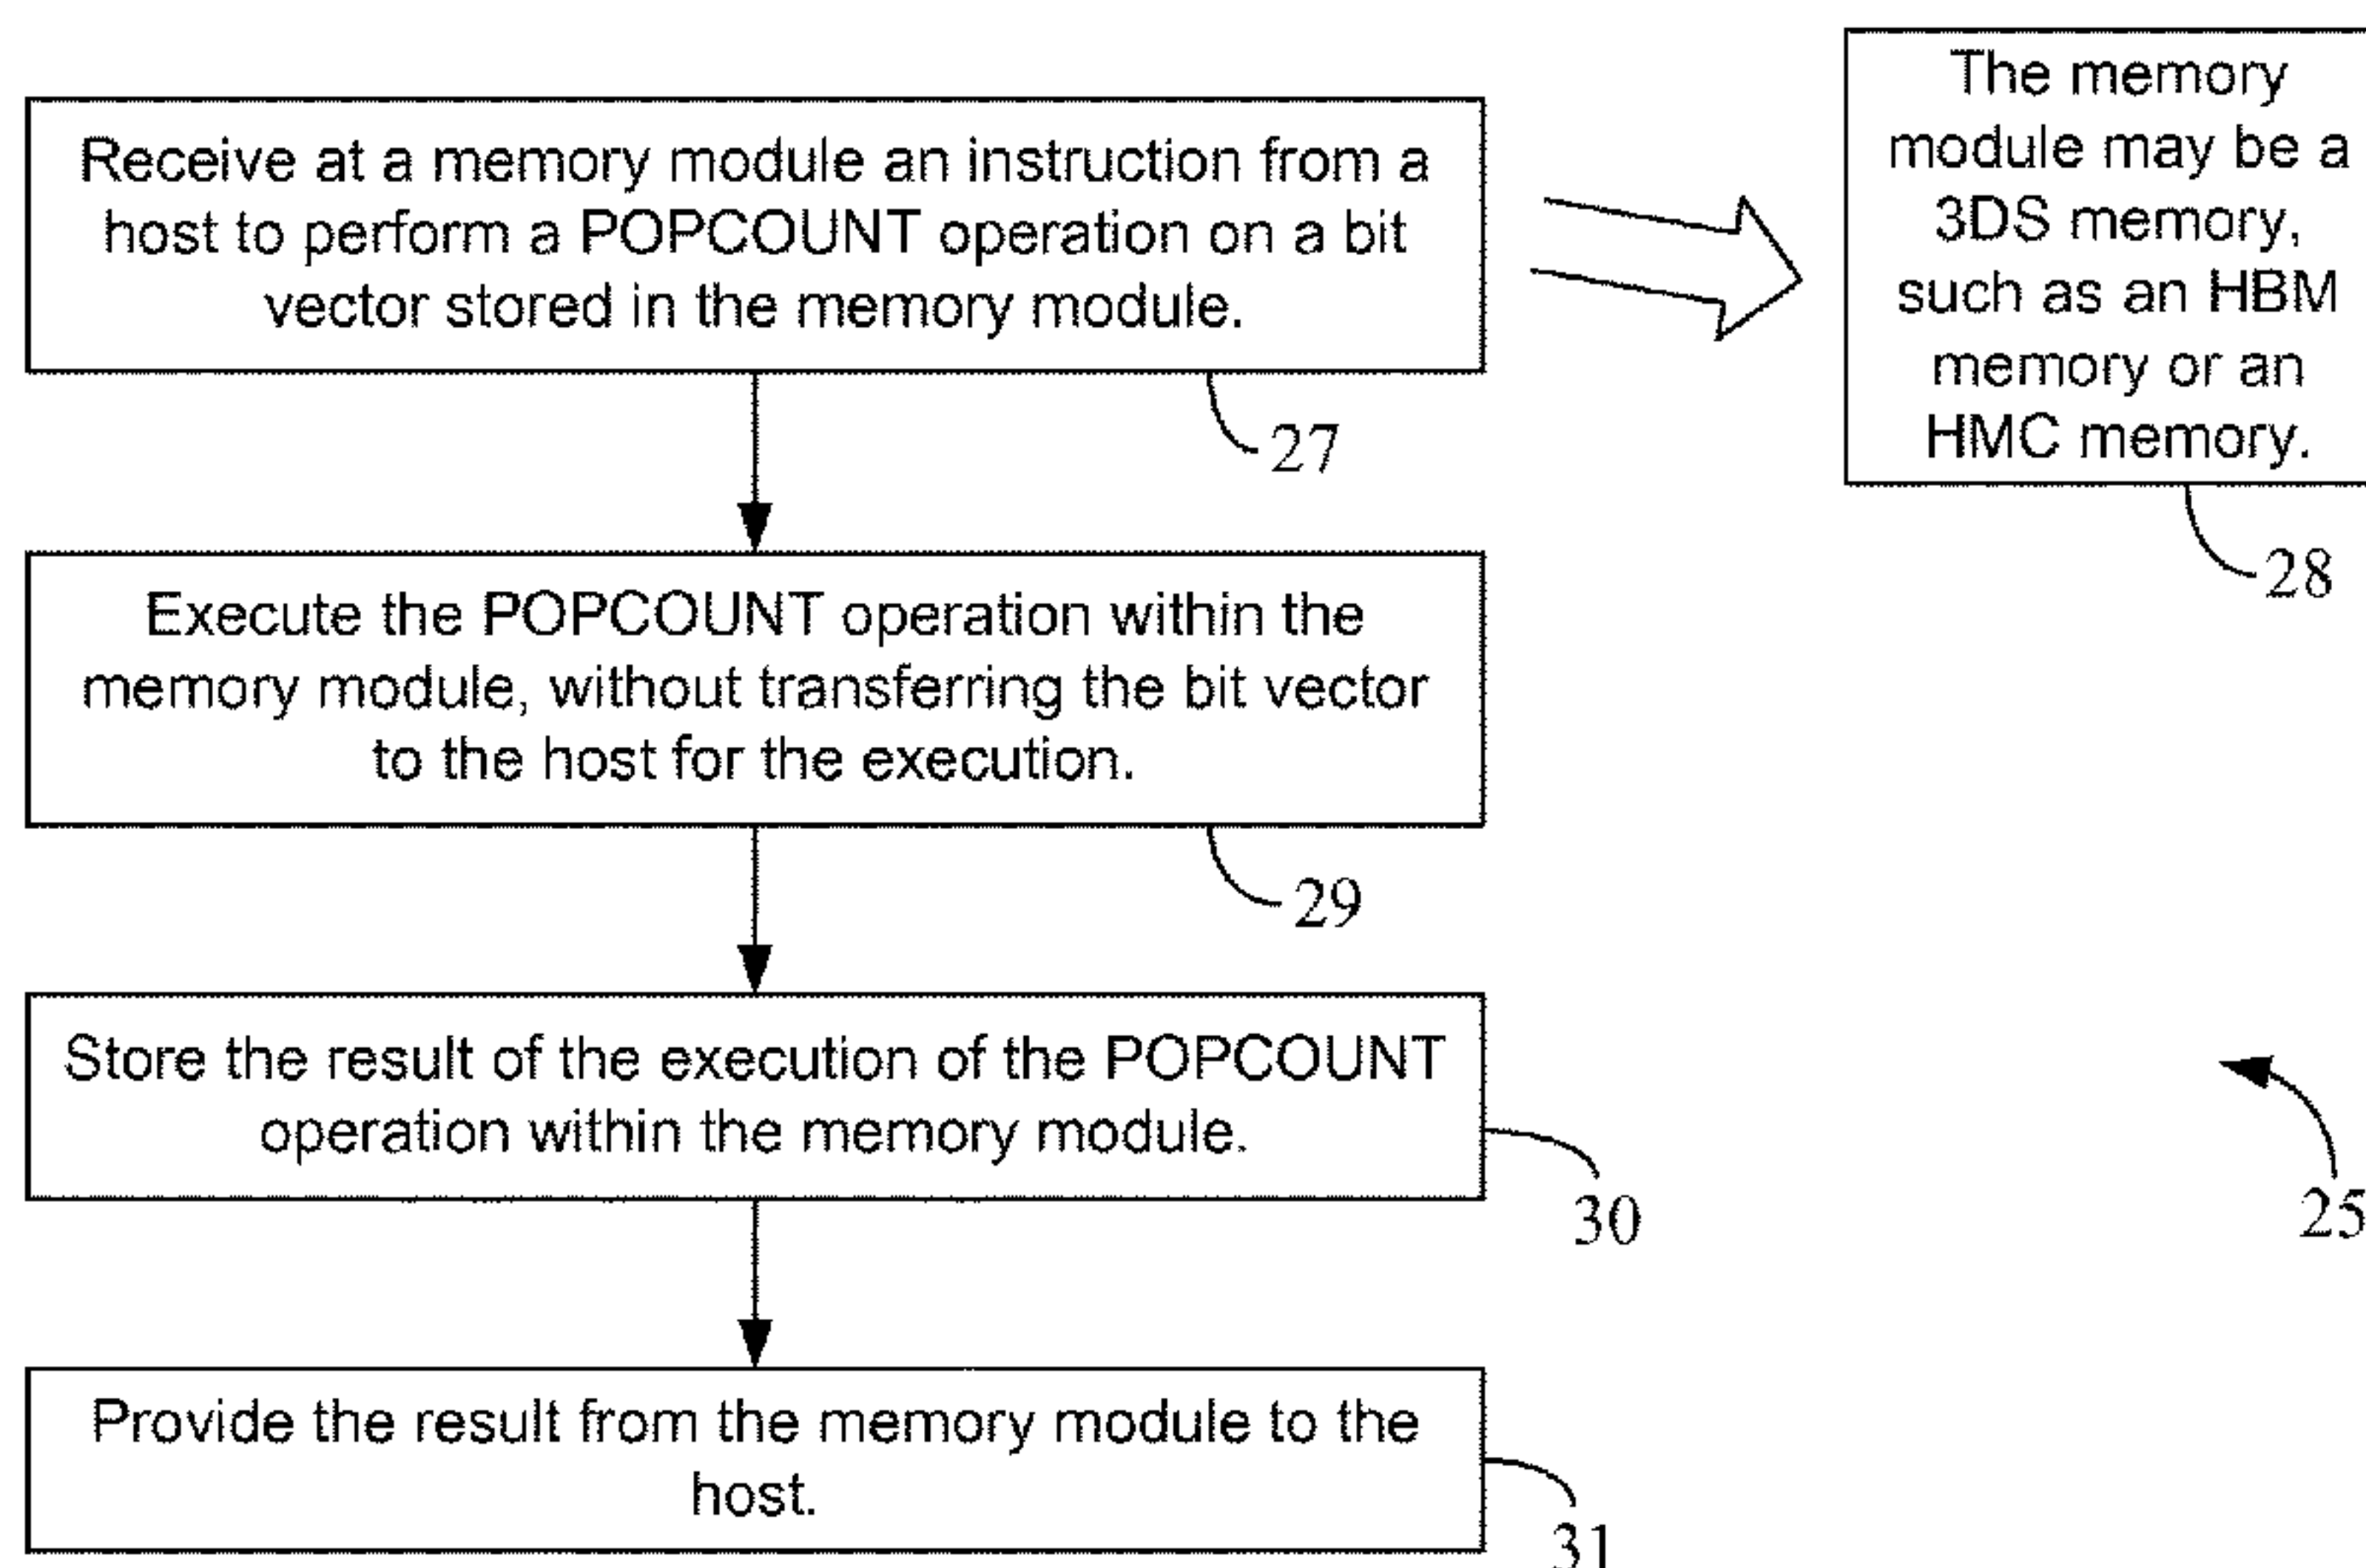 Receive at a memory module an instruction from a
host to perform a POPCOUNT operation on a bit
vector stored in the memory module.
27
The memory
module may be a
3DS memory,
such as an HBM
memory or an
HMC memory.
28
Execute the POPCOUNT operation within the
memory module, without transferring the bit vector
to the host for the execution.
29
Store the result of the execution of the POPCOUNT
operation within the memory module.
30
25
Provide the result from the memory module to the
host.
31